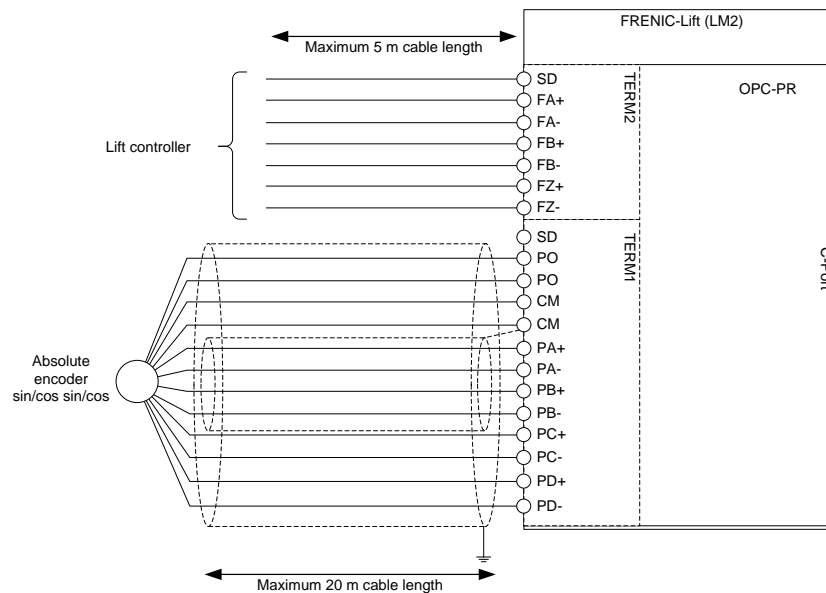 FRENIC-Lift (LM2)
Maximum 5 m cable length
SD
FA+
FA-
FB+
FB-
FZ+
FZ-
TERM2
OPC-PR
Lift controller
SD
PO
PO
CM
CM
PA+
PA-
PB+
PB-
PC+
PC-
PD+
PD-
TERM1
Absolute
encoder
sin/cos sin/cos
Maximum 20 m cable length